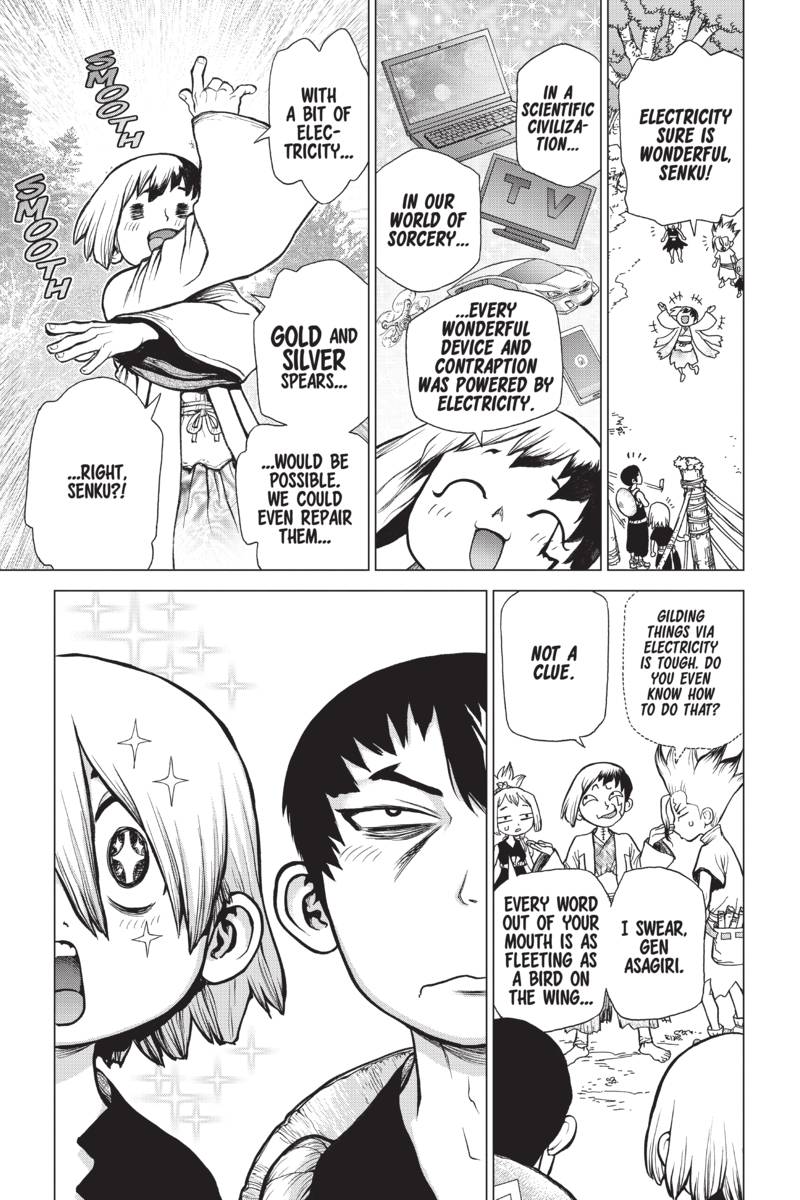 ELECTRICITY
SURE IS
WONDERFUL,
SENKU!
IN A
SCIENTIFIC
CIVILIZA-
TION...
TV
IN OUR
WORLD OF
SORCERY...
...EVERY
WONDERFUL
DEVICE AND
CONTRAPTION
WAS POWERED BY
ELECTRICITY.
WITH
A BIT OF
ELEC-
TRICITY...
SMOOTH
SMOOTH
GOLD AND
SILVER
SPEARS...
...WOULD BE
POSSIBLE.
WE COULD
EVEN REPAIR
THEM...
...RIGHT,
SENKU?!
GILDING
THINGS VIA
ELECTRICITY
IS TOUGH. DO
YOU EVEN
KNOW HOW
TO DO THAT?
NOT A
CLUE.
I SWEAR,
GEN
ASAGIRI.
EVERY WORD
OUT OF YOUR
MOUTH IS AS
FLEETING AS
A BIRD ON
THE WING...